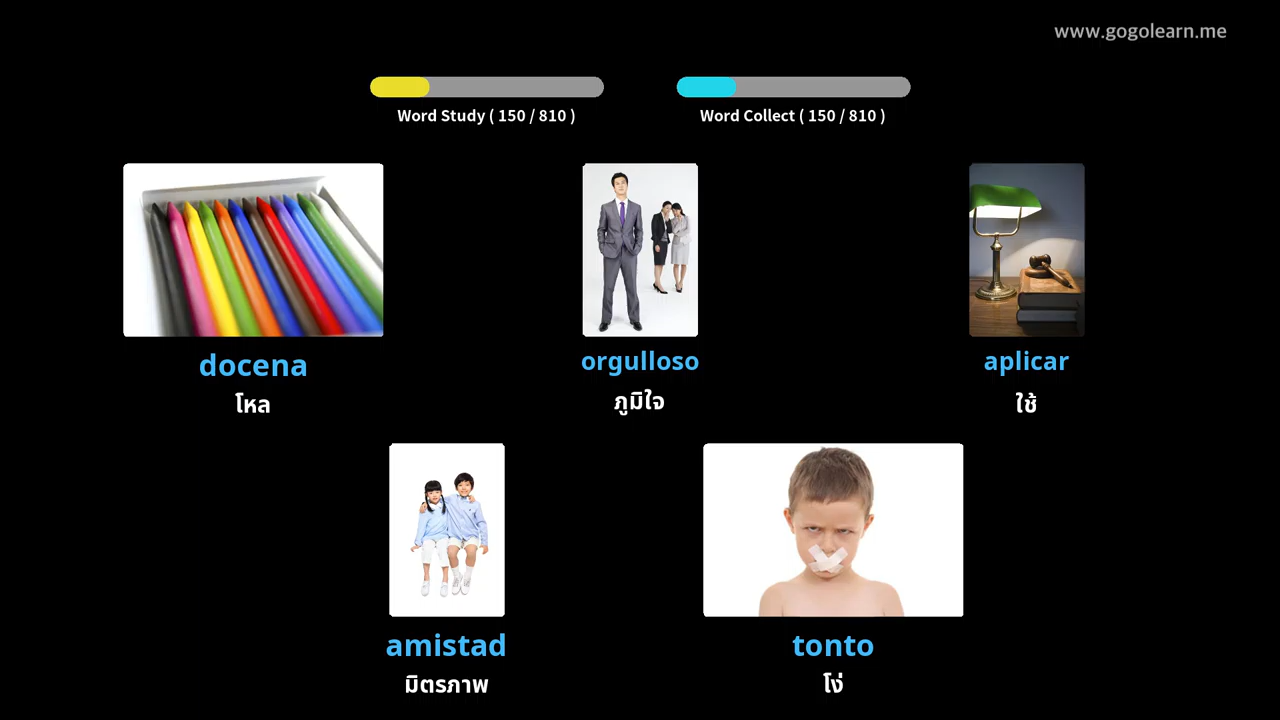 www.gogolearn.me
Word Study ( 150 / 810 )
Word Collect ( 150 / 810 )
docena
โหล
orgulloso
ภูมิใจ
aplicar
ใช้
amistad
มิตรภาพ
tonto
โง่